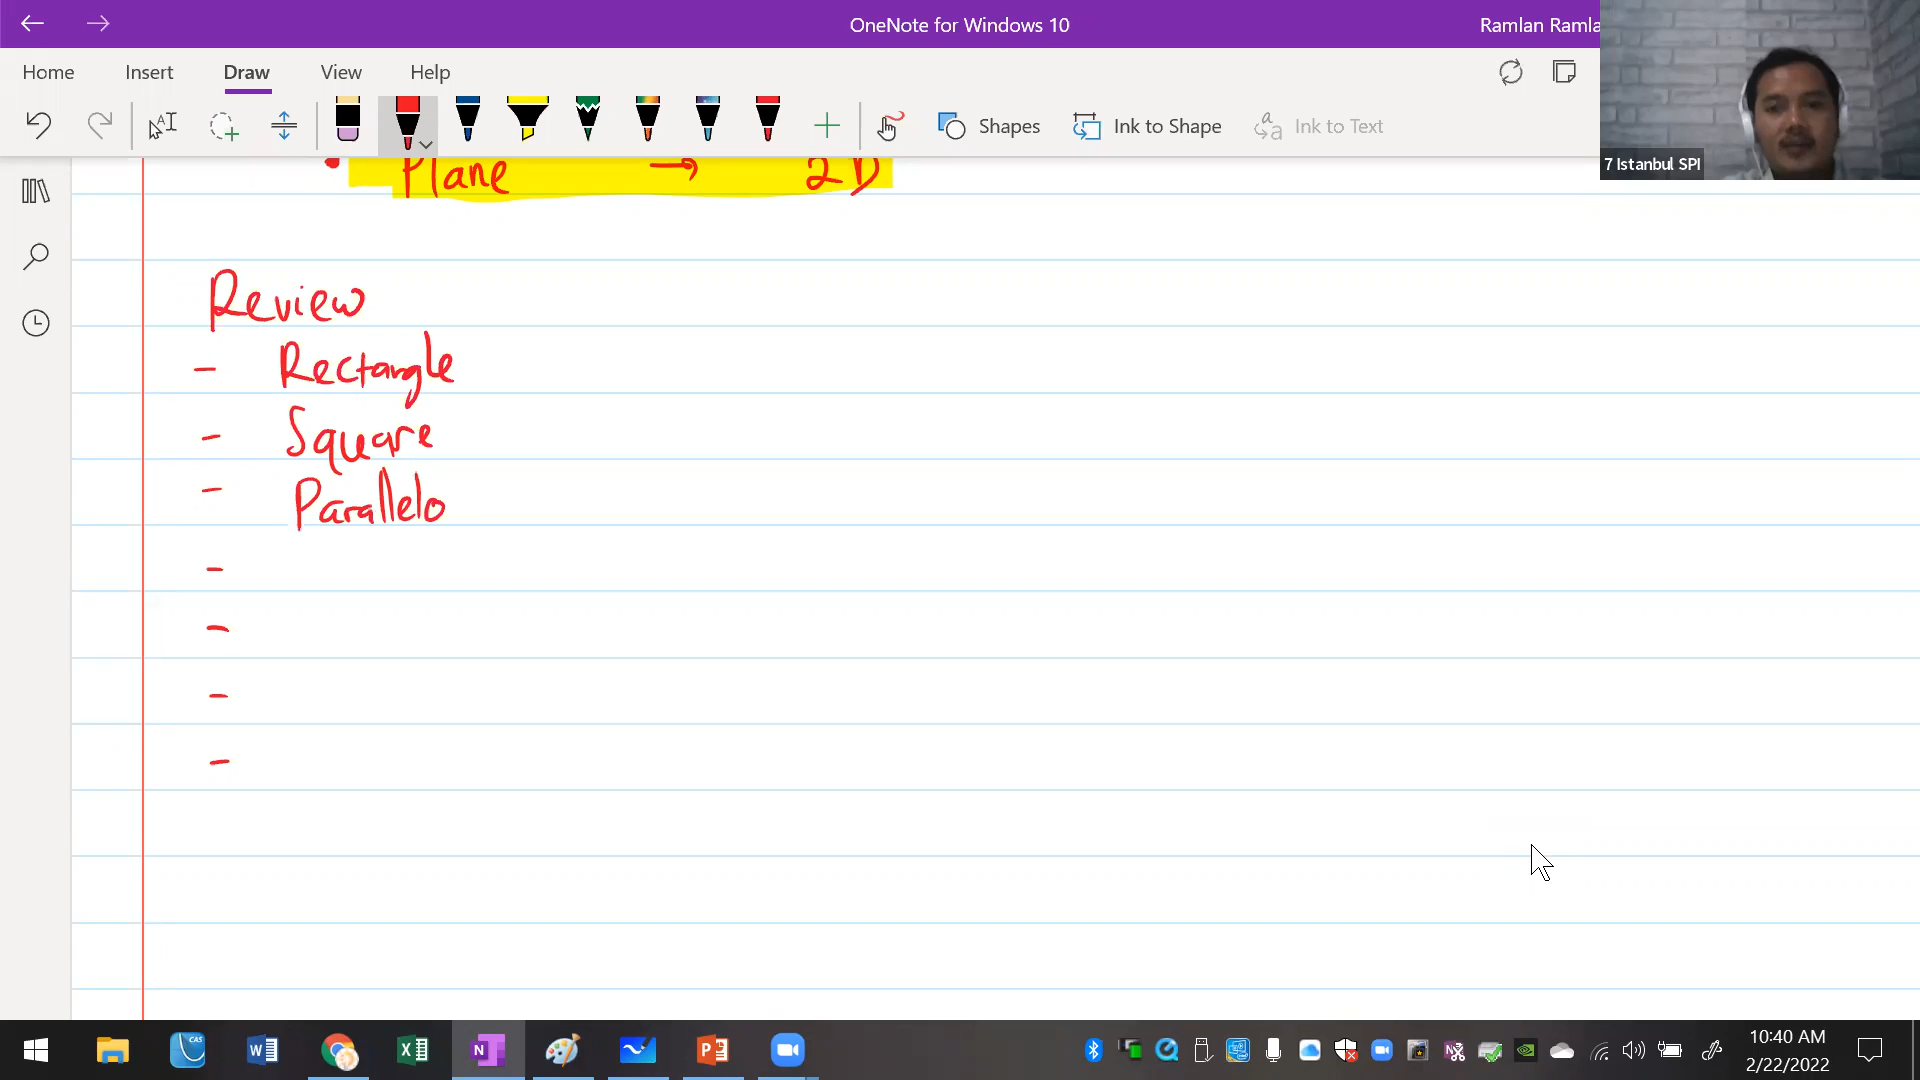 OneNote for Windows 10
Ramlan Ramla
Home Insert Draw View Help
Shapes Ink to Shape Ink to Text
7 Istanbul SPI
• Plane → 2D
Review
- Rectangle
- Square
- Parallelo
-
-
-
-
10:40 AM
2/22/2022